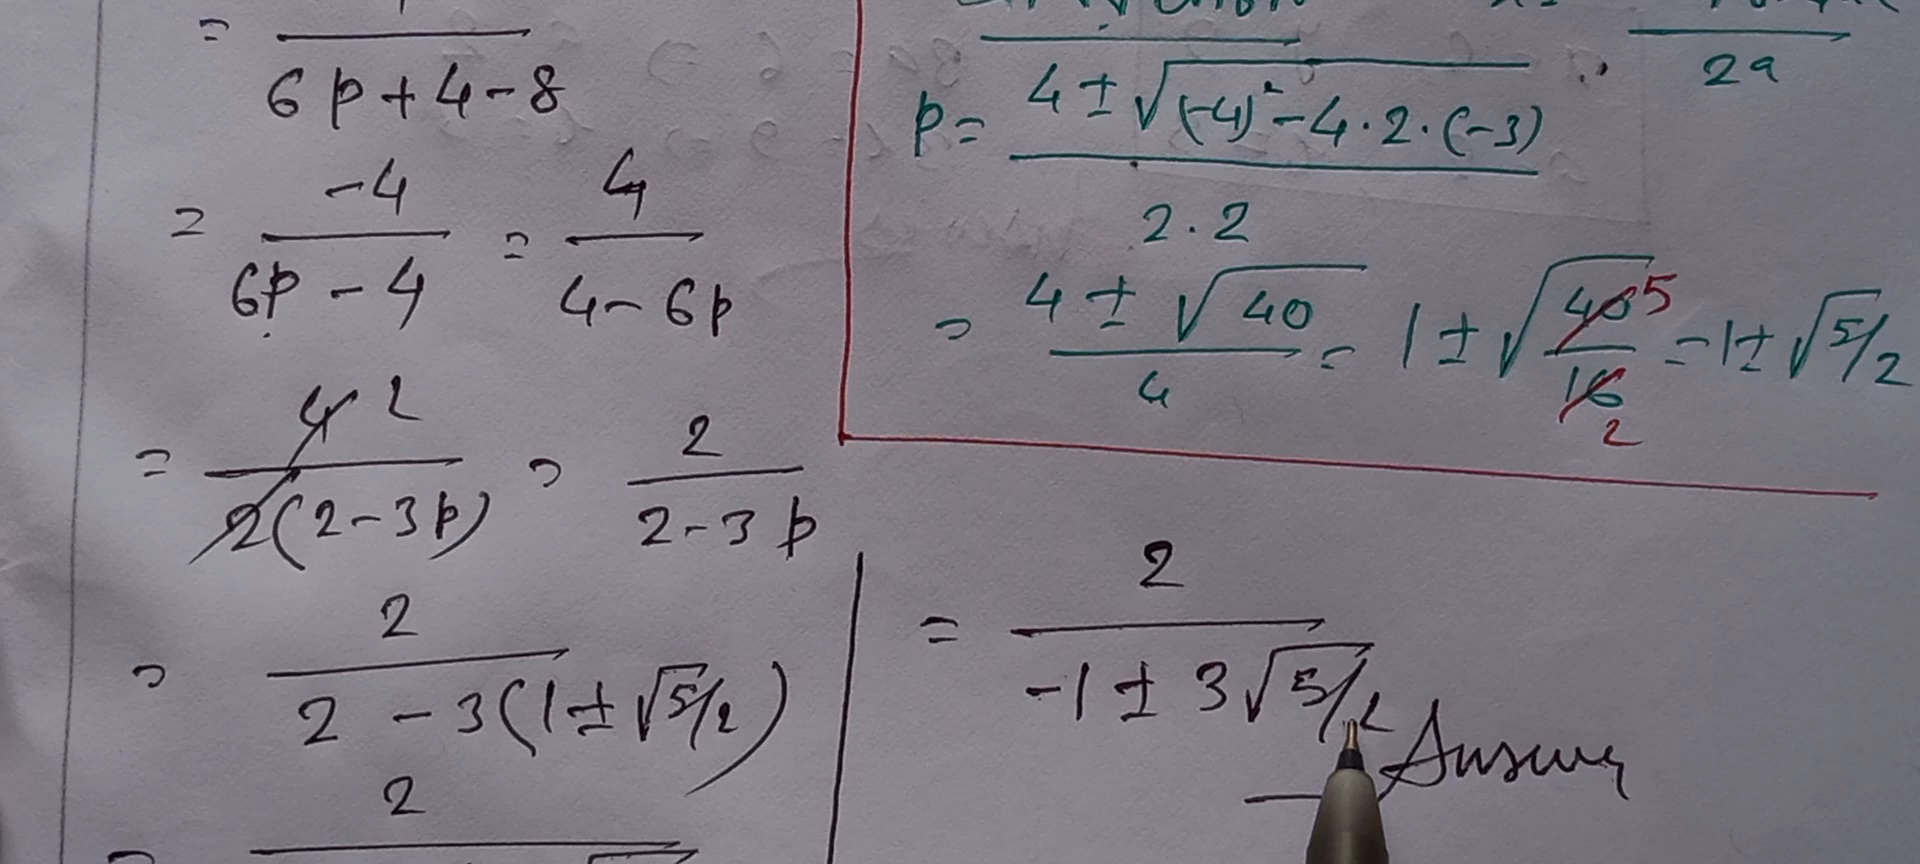 = 
6p+4-8
= -4 / 6p - 4 = 4 / 4 - 6p
= 4 2 / 2(2-3p) = 2 / 2-3p
= 2 / 2 - 3(1±√5/2)
2
2a
p= 4±√(-4)²-4·2·(-3) / 2.2
= 4±√40 / 4 = 1±√40 5 / 16 2 = 1±√5/2
= 2 / -1±3√5/2
Answer